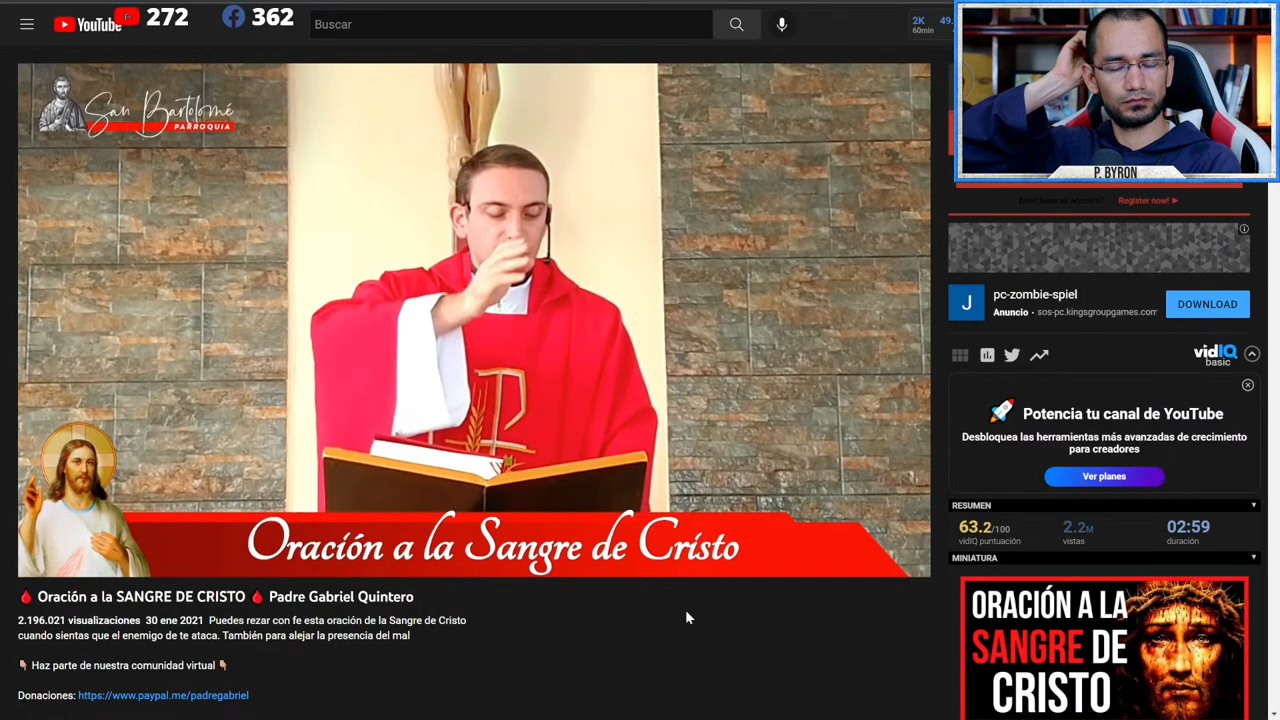 YouTube
272
362
Buscar
2K
60min
P. BYRON
San Bartolomé
PARROQUIA
Don't have an account? Register now!
J
pc-zombie-spiel
Anuncio · sos-pc.kingsgroupgames.com
DOWNLOAD
vidIQ
basic
Potencia tu canal de YouTube
Desbloquea las herramientas más avanzadas de crecimiento
para creadores
Ver planes
RESUMEN
63.2/100
vidIQ puntuación
2.2M
vistas
02:59
duración
MINIATURA
ORACIÓN A LA
SANGRE DE
CRISTO
Oración a la Sangre de Cristo
Oración a la SANGRE DE CRISTO Padre Gabriel Quintero
2.196.021 visualizaciones 30 ene 2021 Puedes rezar con fe esta oración de la Sangre de Cristo
cuando sientas que el enemigo de te ataca. También para alejar la presencia del mal
Haz parte de nuestra comunidad virtual
Donaciones: https://www.paypal.me/padregabriel